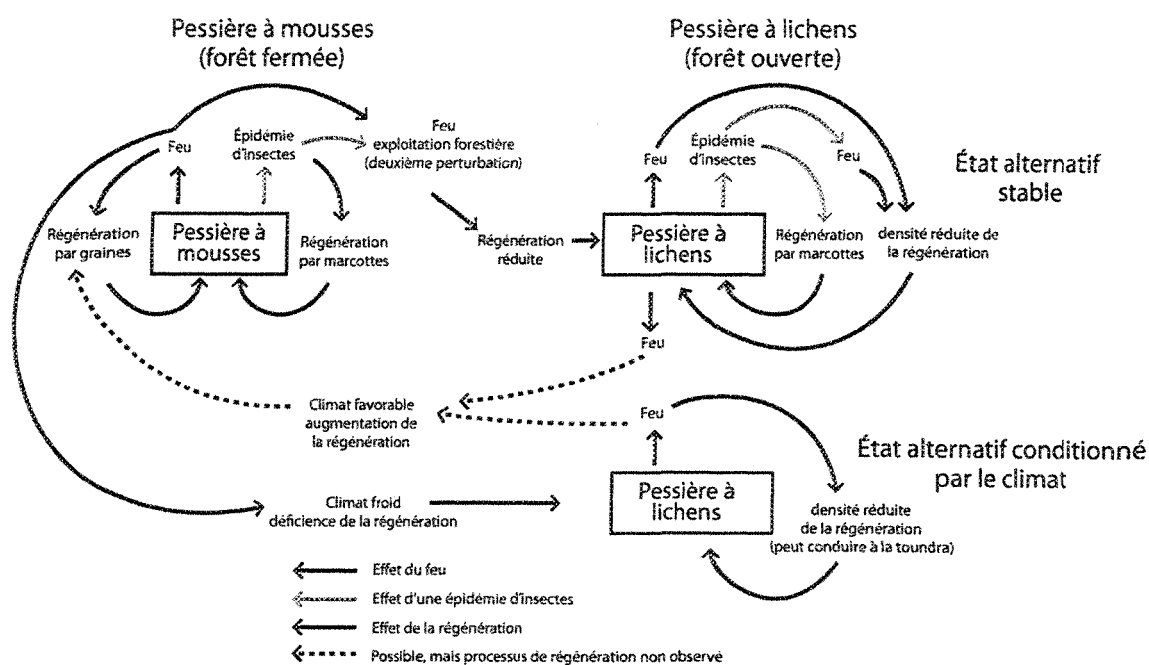 Pessière à mousses
(forêt fermée)
Pessière à lichens
(forêt ouverte)
Feu
Épidémie
d'insectes
Feu
exploitation forestière
(deuxième perturbation)
Régénération
par graines
Pessière à
mousses
Régénération
par marcottes
Régénération
réduite
Feu
Épidémie
d'insectes
Feu
État alternatif
stable
Pessière à
lichens
Régénération
par marcottes
densité réduite de
la régénération
Feu
Climat favorable
augmentation de
la régénération
Feu
État alternatif conditionné
par le climat
Climat froid
déficience de la régénération
Pessière à
lichens
densité réduite
de la régénération
(peut conduire à la toundra)
Effet du feu
Effet d'une épidémie d'insectes
Effet de la régénération
Possible, mais processus de régénération non observé